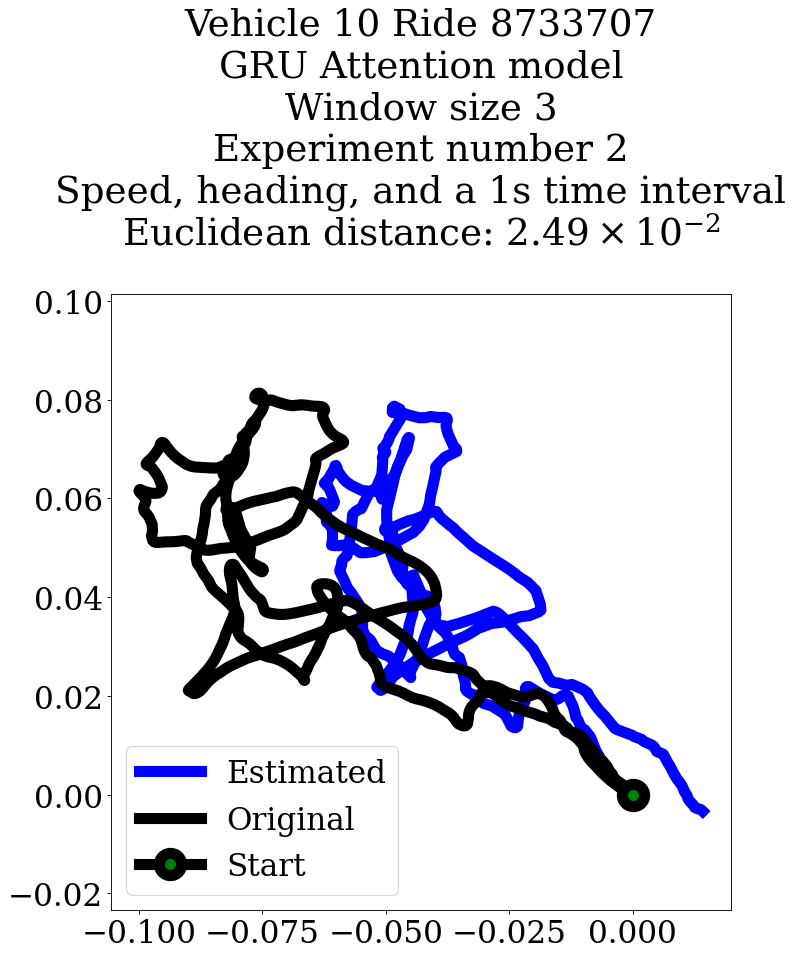 Vehicle 10 Ride 8733707
GRU Attention model
Window size 3
Experiment number 2
Speed, heading, and a 1s time interval
Euclidean distance: 2.49 × 10⁻²
0.10
0.08
0.06
0.04
0.02
0.00
−0.02
Estimated
Original
Start
−0.100 −0.075 −0.050 −0.025 0.000